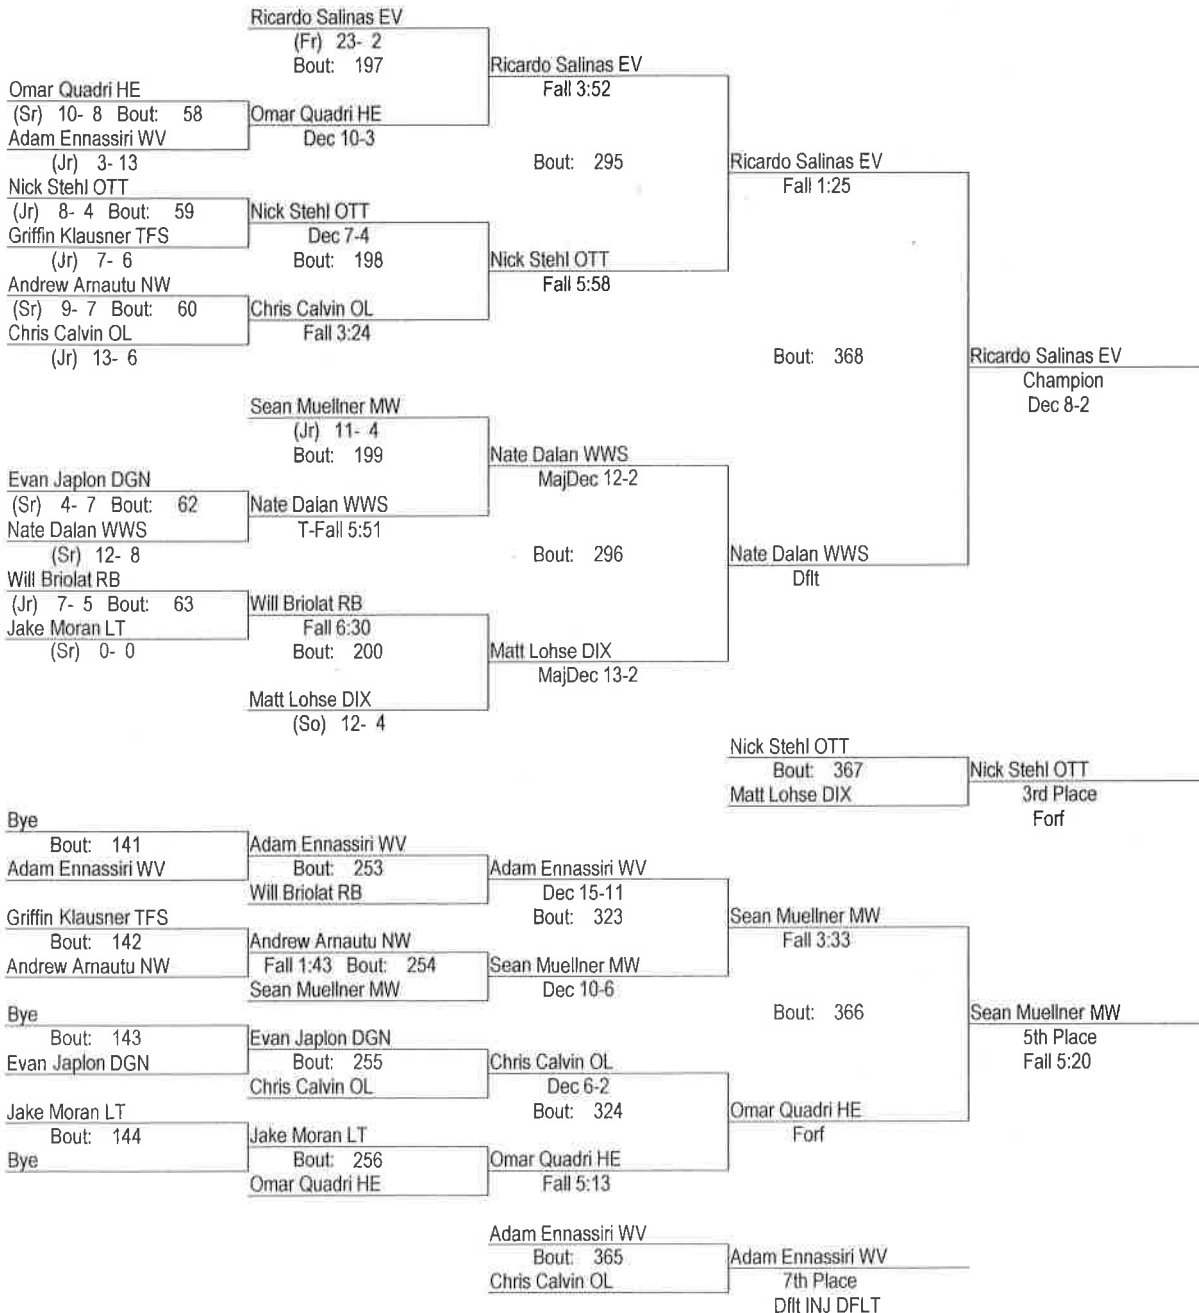 Ricardo Salinas EV
(Fr) 23- 2
Bout: 197
Ricardo Salinas EV
Fall 3:52
Omar Quadri HE
(Sr) 10- 8 Bout: 58
Omar Quadri HE
Dec 10-3
Adam Ennassiri WV
(Jr) 3- 13
Bout: 295
Ricardo Salinas EV
Fall 1:25
Nick Stehl OTT
(Jr) 8- 4 Bout: 59
Nick Stehl OTT
Dec 7-4
Bout: 198
Griffin Klausner TFS
(Jr) 7- 6
Nick Stehl OTT
Fall 5:58
Andrew Arnautu NW
(Sr) 9- 7 Bout: 60
Chris Calvin OL
Fall 3:24
Chris Calvin OL
(Jr) 13- 6
Bout: 368
Ricardo Salinas EV
Champion
Dec 8-2
Sean Muellner MW
(Jr) 11- 4
Bout: 199
Nate Dalan WWS
MajDec 12-2
Evan Japlon DGN
(Sr) 4- 7 Bout: 62
Nate Dalan WWS
T-Fall 5:51
Nate Dalan WWS
(Sr) 12- 8
Bout: 296
Nate Dalan WWS
Dflt
Will Briolat RB
(Jr) 7- 5 Bout: 63
Will Briolat RB
Fall 6:30
Bout: 200
Jake Moran LT
(Sr) 0- 0
Matt Lohse DIX
MajDec 13-2
Matt Lohse DIX
(So) 12- 4
Nick Stehl OTT
Bout: 367
Matt Lohse DIX
Nick Stehl OTT
3rd Place
Forf
Bye
Bout: 141
Adam Ennassiri WV
Adam Ennassiri WV
Bout: 253
Will Briolat RB
Adam Ennassiri WV
Dec 15-11
Bout: 323
Griffin Klausner TFS
Bout: 142
Andrew Arnautu NW
Andrew Arnautu NW
Fall 1:43 Bout: 254
Sean Muellner MW
Sean Muellner MW
Dec 10-6
Sean Muellner MW
Fall 3:33
Bout: 366
Sean Muellner MW
5th Place
Fall 5:20
Bye
Bout: 143
Evan Japlon DGN
Evan Japlon DGN
Bout: 255
Chris Calvin OL
Chris Calvin OL
Dec 6-2
Bout: 324
Jake Moran LT
Bout: 144
Bye
Jake Moran LT
Bout: 256
Omar Quadri HE
Omar Quadri HE
Fall 5:13
Omar Quadri HE
Forf
Adam Ennassiri WV
Bout: 365
Chris Calvin OL
Adam Ennassiri WV
7th Place
Dflt INJ DFLT